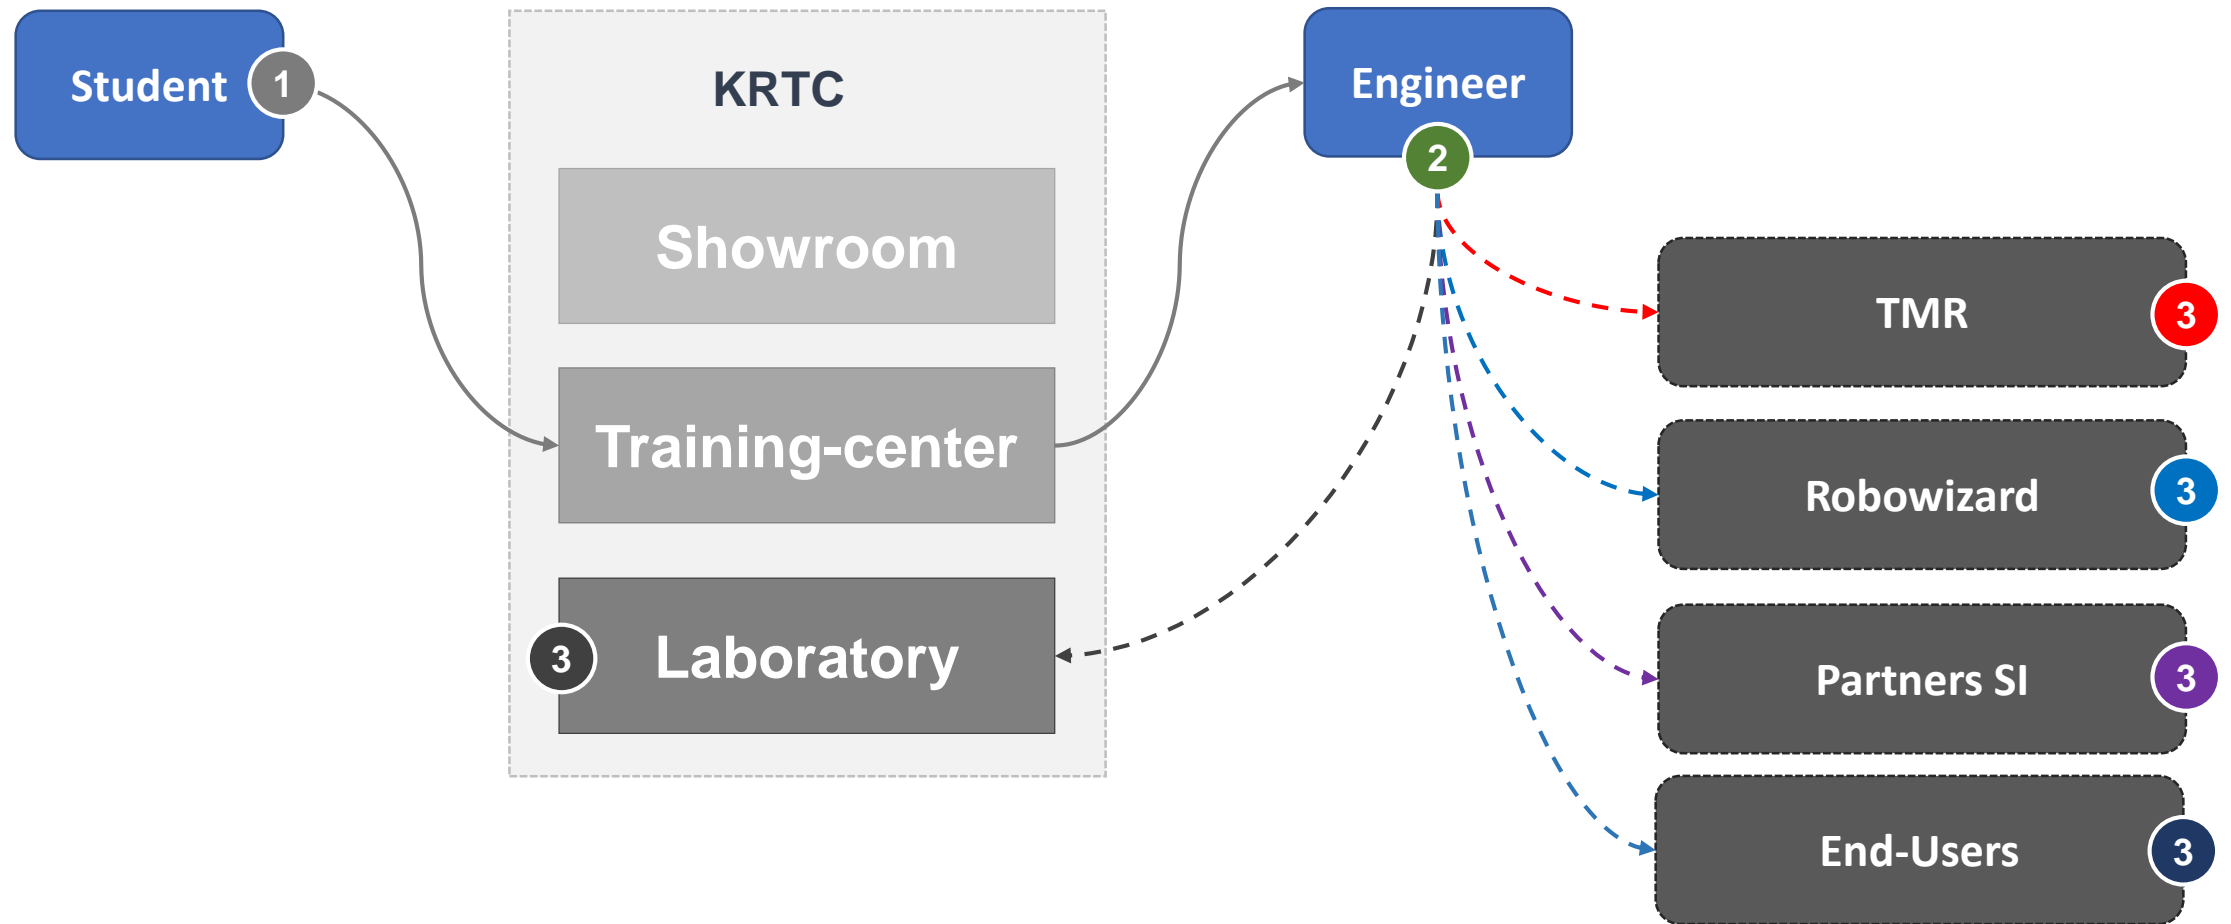 Student
1
KRTC
Showroom
Training-center
3
Laboratory
Engineer
2
TMR
3
Robowizard
3
Partners SI
3
End-Users
3